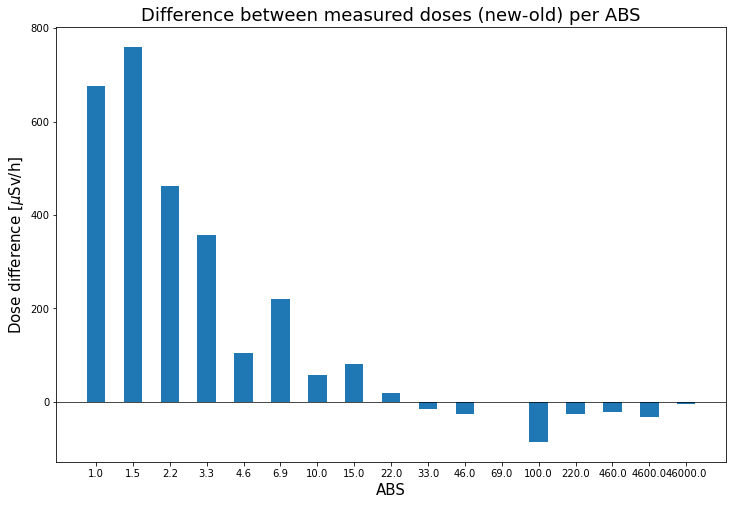 Difference between measured doses (new-old) per ABS
Dose difference [μSv/h]
800
600
400
200
0
1.0 1.5 2.2 3.3 4.6 6.9 10.0 15.0 22.0 33.0 46.0 69.0 100.0 220.0 460.0 4600.0 46000.0
ABS